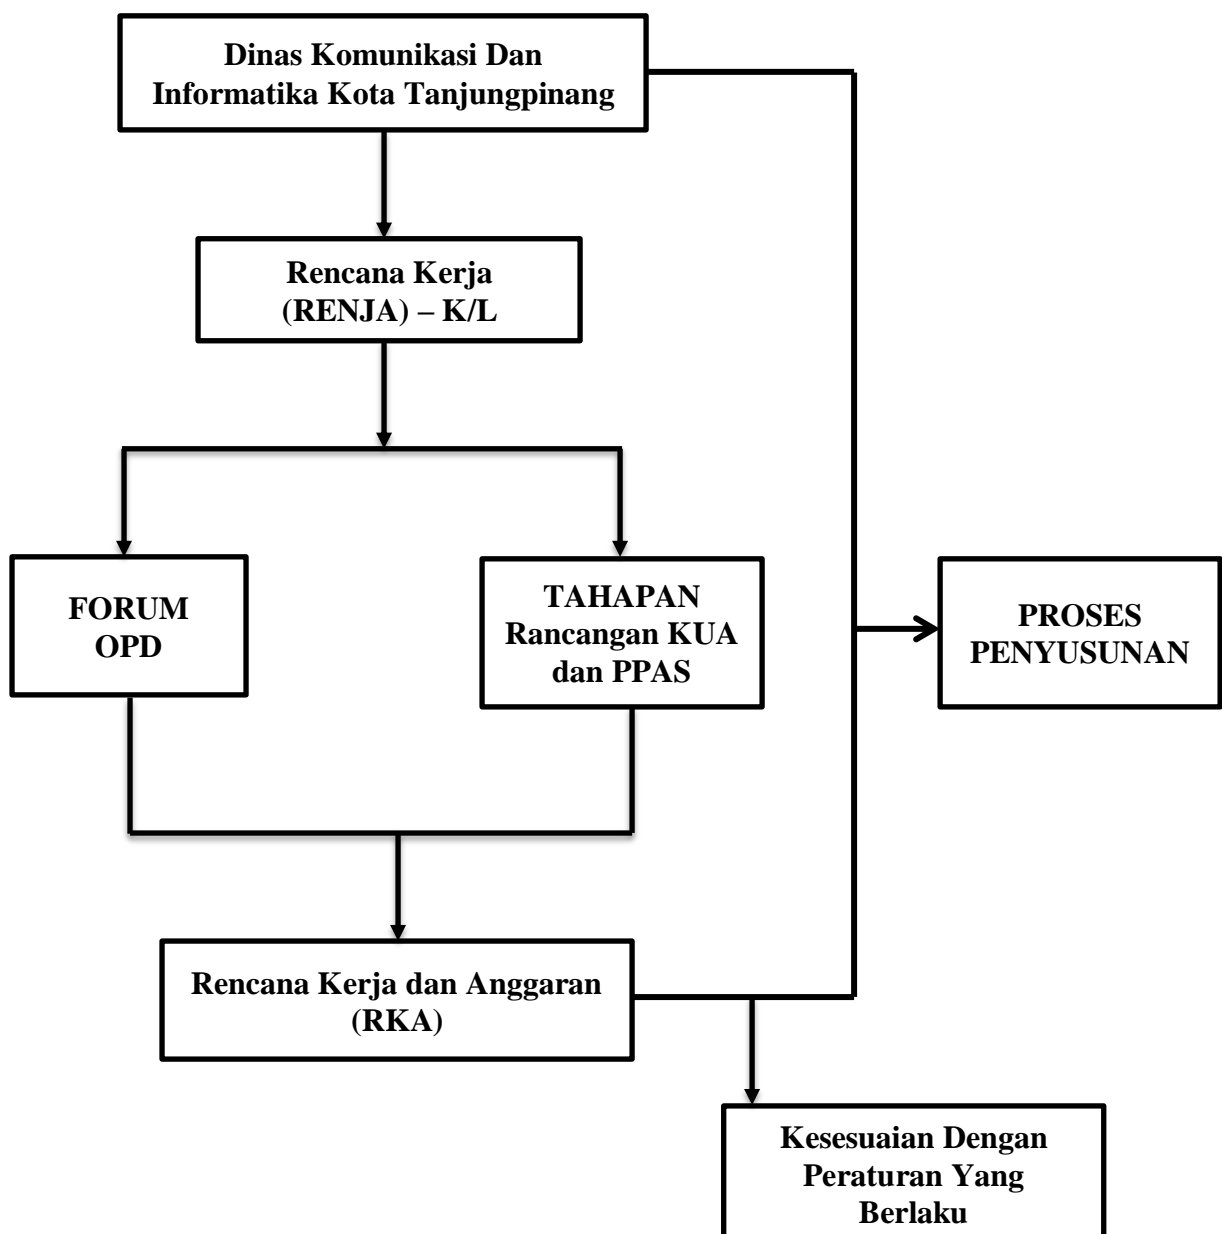 Dinas Komunikasi Dan
Informatika Kota Tanjungpinang
Rencana Kerja
(RENJA) – K/L
FORUM
OPD
TAHAPAN
Rancangan KUA
dan PPAS
PROSES
PENYUSUNAN
Rencana Kerja dan Anggaran
(RKA)
Kesesuaian Dengan
Peraturan Yang
Berlaku